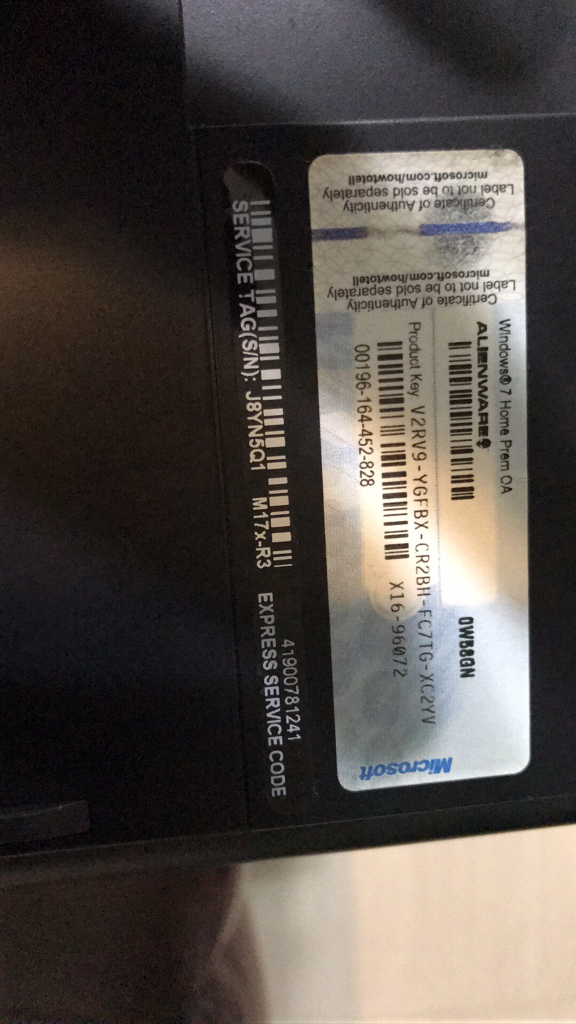 Certificate of Authenticity
Label not to be sold separately
microsoft.com/howtotell
Certificate of Authenticity
Label not to be sold separately
microsoft.com/howtotell
Windows® 7 Home Prem OA
ALIENWARE
0W58GN
Product Key V2RV9-YGFBX-CR2BH-FC7TG-XC2YV
X16-96072
00196-164-452-828
Microsoft
SERVICE TAG(S/N): J8YN5Q1 M17x-R3
41900781241
EXPRESS SERVICE CODE